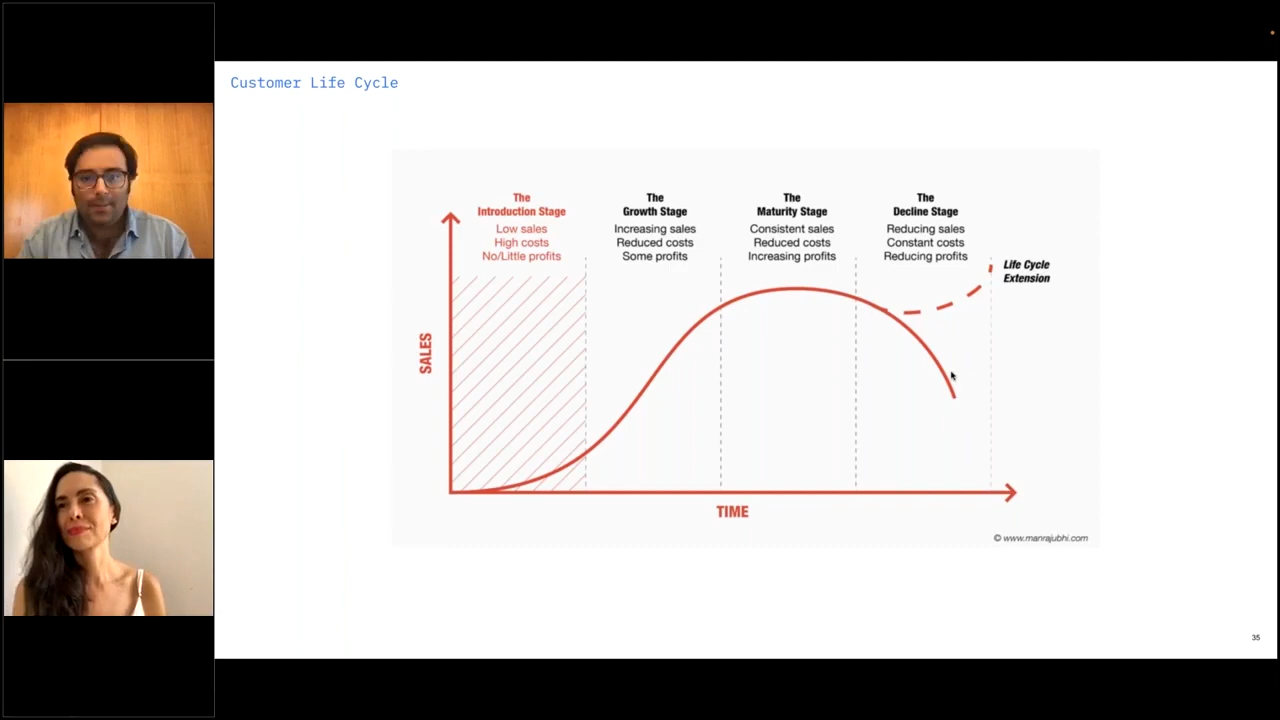 Customer Life Cycle
The
Introduction Stage
Low sales
High costs
No/Little profits
The
Growth Stage
Increasing sales
Reduced costs
Some profits
The
Maturity Stage
Consistent sales
Reduced costs
Increasing profits
The
Decline Stage
Reducing sales
Constant costs
Reducing profits
Life Cycle
Extension
SALES
TIME
© www.manrajubhi.com
35